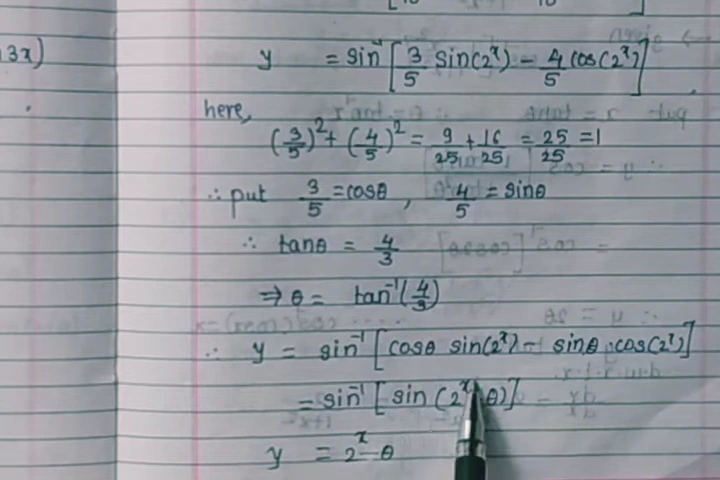 3x)
y = sin⁻¹ [3/5 sin(2ˣ) - 4/5 cos(2ˣ)]
here,
(3/5)² + (4/5)² = 9/25 + 16/25 = 25/25 = 1
∴ put 3/5 = cosθ , 4/5 = sinθ
∴ tanθ = 4/3
⇒ θ = tan⁻¹(4/3)
∴ y = sin⁻¹ [cosθ sin(2ˣ) - sinθ . cos(2ˣ)]
= sin⁻¹ [sin (2ˣ θ)]
y = 2ˣ - θ